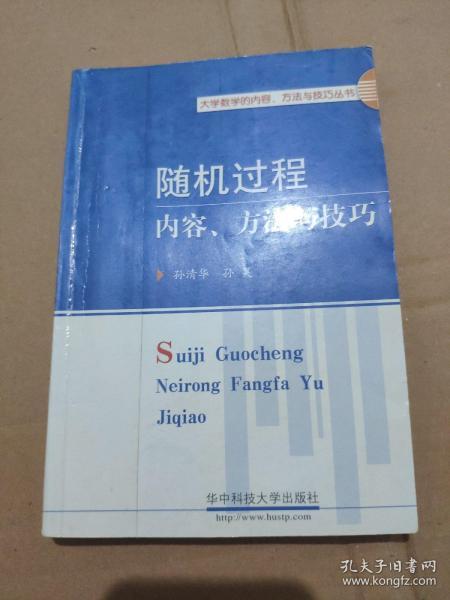 大学数学的内容、方法与技巧丛书
随机过程
内容、方法与技巧
孙清华 孙昊
Suiji Guocheng
Neirong Fangfa Yu
Jiqiao
华中科技大学出版社
http://www.hustp.com
孔夫子旧书网
www.kongfz.com